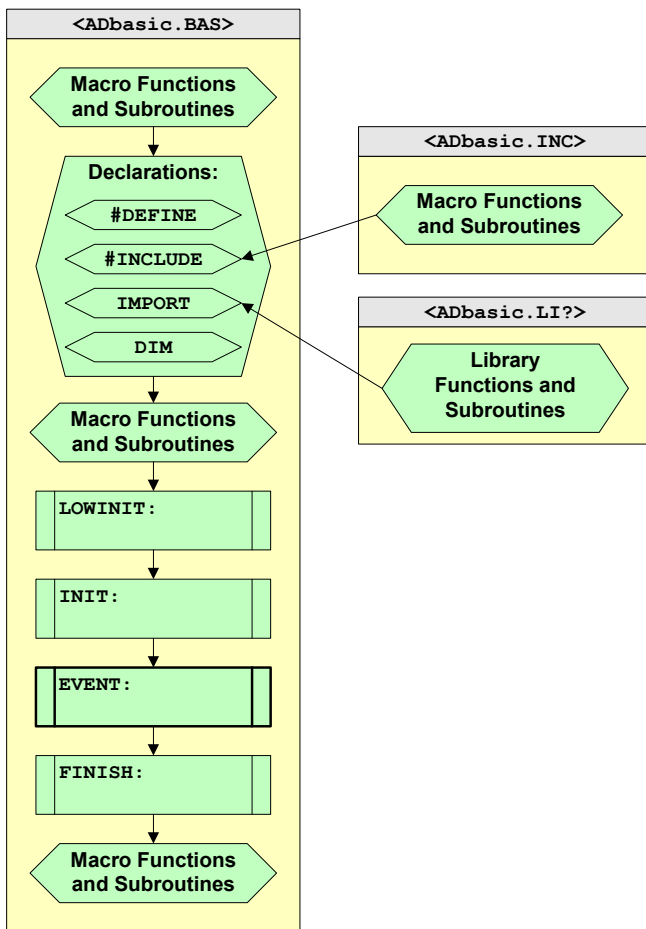 <ADbasic.BAS>
Macro Functions
and Subroutines
Declarations:
#DEFINE
#INCLUDE
IMPORT
DIM
Macro Functions
and Subroutines
LOWINIT:
INIT:
EVENT:
FINISH:
Macro Functions
and Subroutines
<ADbasic.INC>
Macro Functions
and Subroutines
<ADbasic.LI?>
Library
Functions and
Subroutines